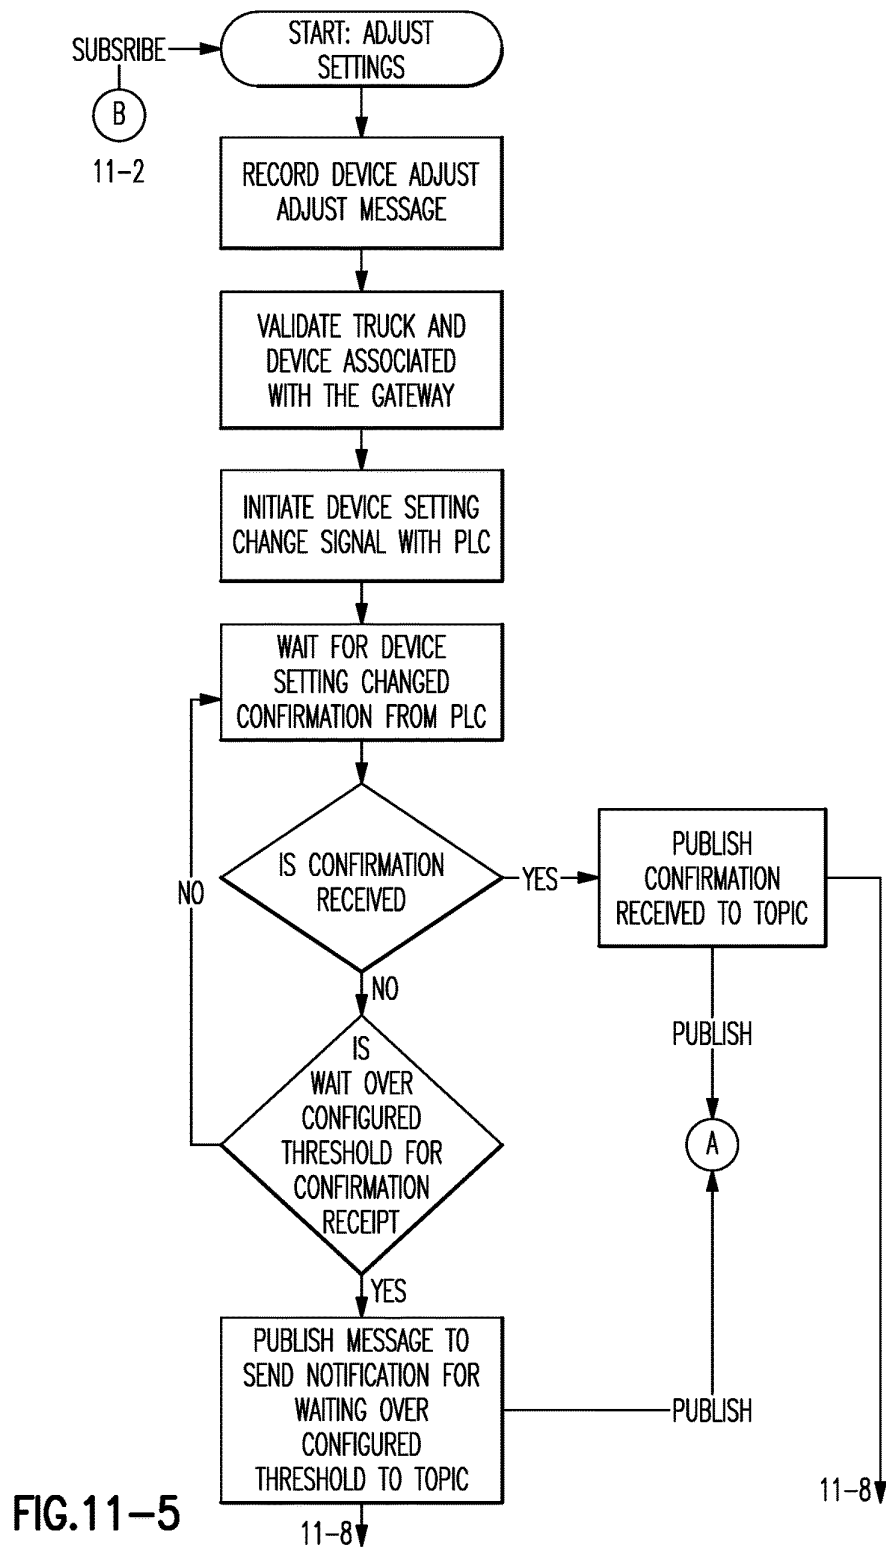 SUBSRIBE
START: ADJUST
SETTINGS
B
11-2
RECORD DEVICE ADJUST
ADJUST MESSAGE
VALIDATE TRUCK AND
DEVICE ASSOCIATED
WITH THE GATEWAY
INITIATE DEVICE SETTING
CHANGE SIGNAL WITH PLC
WAIT FOR DEVICE
SETTING CHANGED
CONFIRMATION FROM PLC
IS CONFIRMATION
RECEIVED
YES
PUBLISH
CONFIRMATION
RECEIVED TO TOPIC
NO
NO
PUBLISH
A
IS
WAIT OVER
CONFIGURED
THRESHOLD FOR
CONFIRMATION
RECEIPT
YES
PUBLISH MESSAGE TO
SEND NOTIFICATION FOR
WAITING OVER
CONFIGURED
THRESHOLD TO TOPIC
PUBLISH
11-8
11-8
FIG.11-5